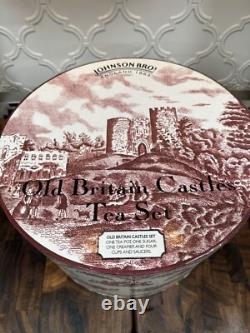 JOHNSON BROS
ENGLAND 1883
Old Britain Castles
Tea Set
OLD BRITAIN CASTLES SET
ONE TEA POT, ONE SUGAR,
ONE CREAMER AND FOUR
CUPS AND SAUCERS.